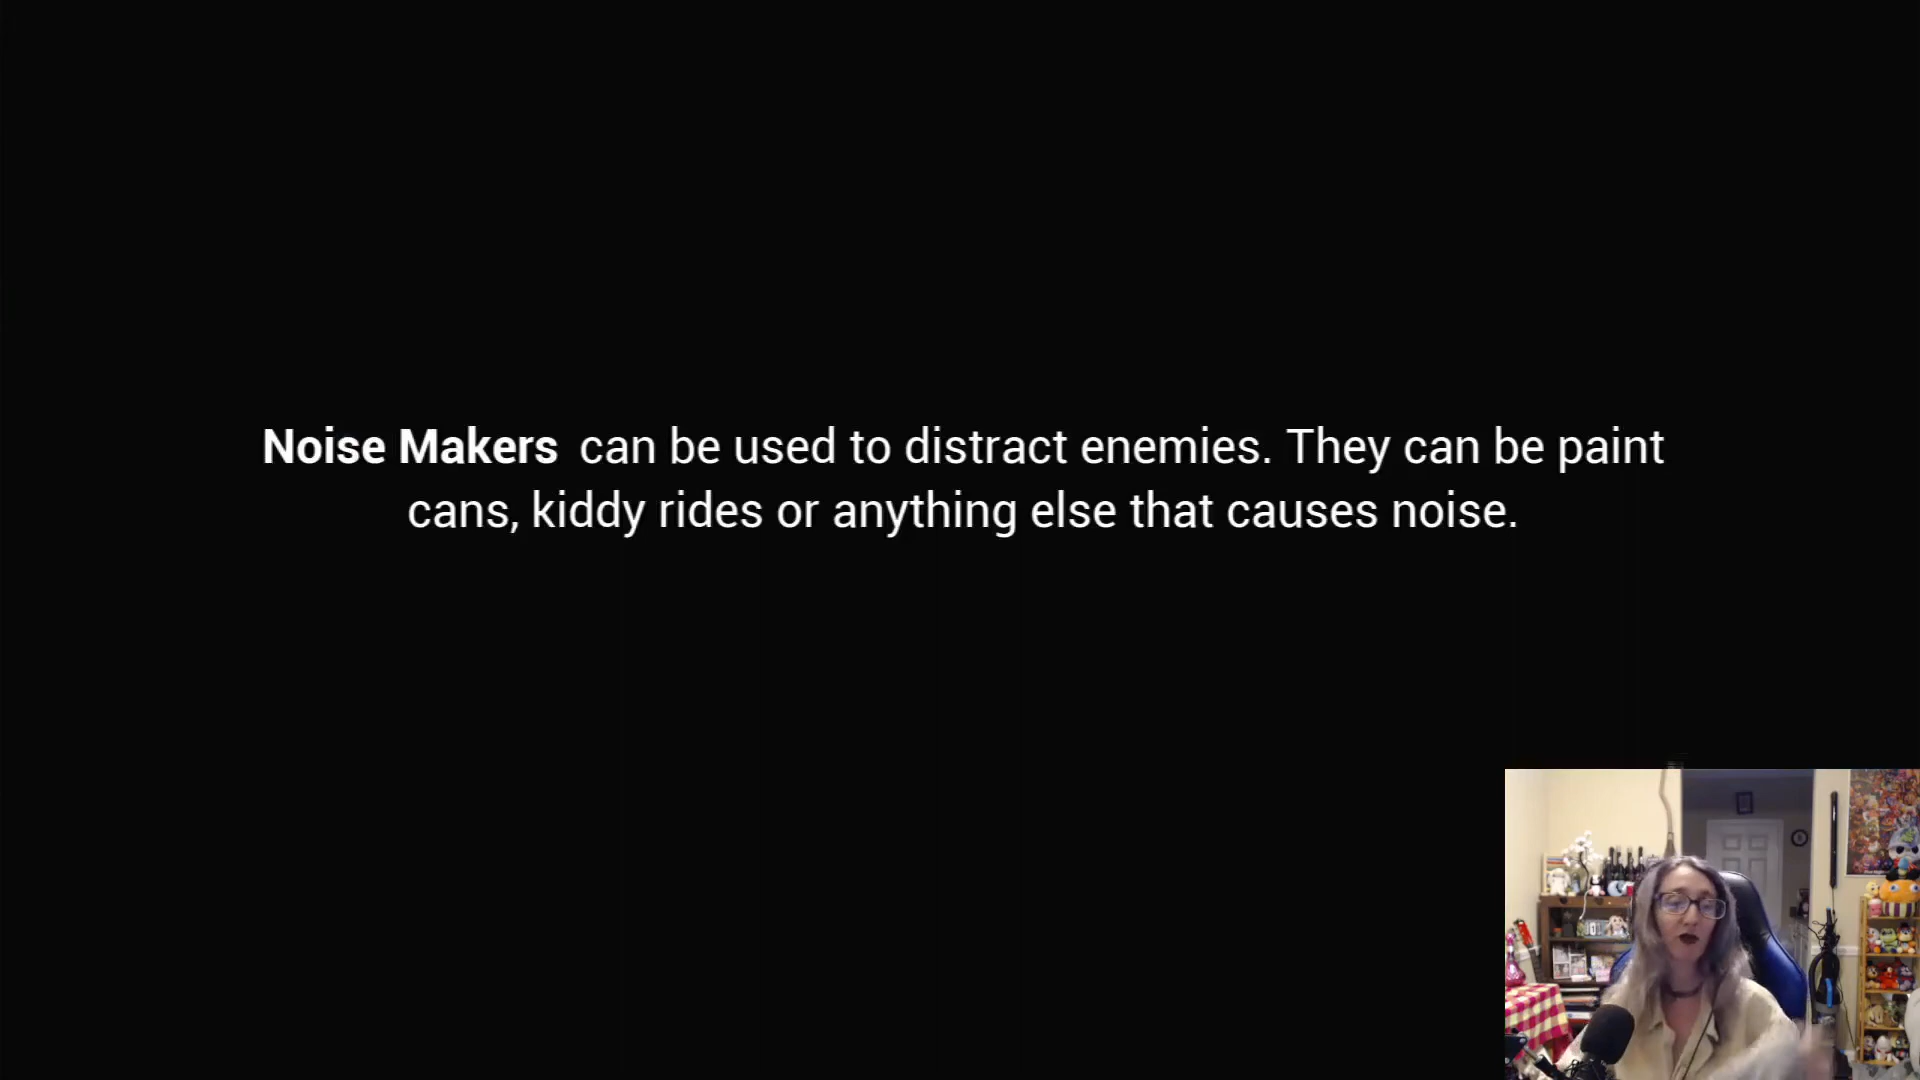 Noise Makers can be used to distract enemies. They can be paint
cans, kiddy rides or anything else that causes noise.